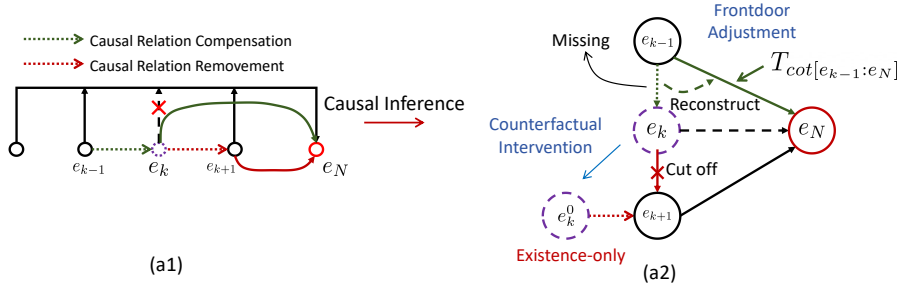 Causal Relation Compensation
Causal Relation Removement
Causal Inference
e_{k−1}
e_k
e_{k+1}
e_N
(a1)
Frontdoor
Adjustment
Missing
e_{k−1}
T_{cot[e_{k−1}:e_N]}
Reconstruct
Counterfactual
Intervention
e_k
e_N
Cut off
e_k^0
e_{k+1}
Existence-only
(a2)